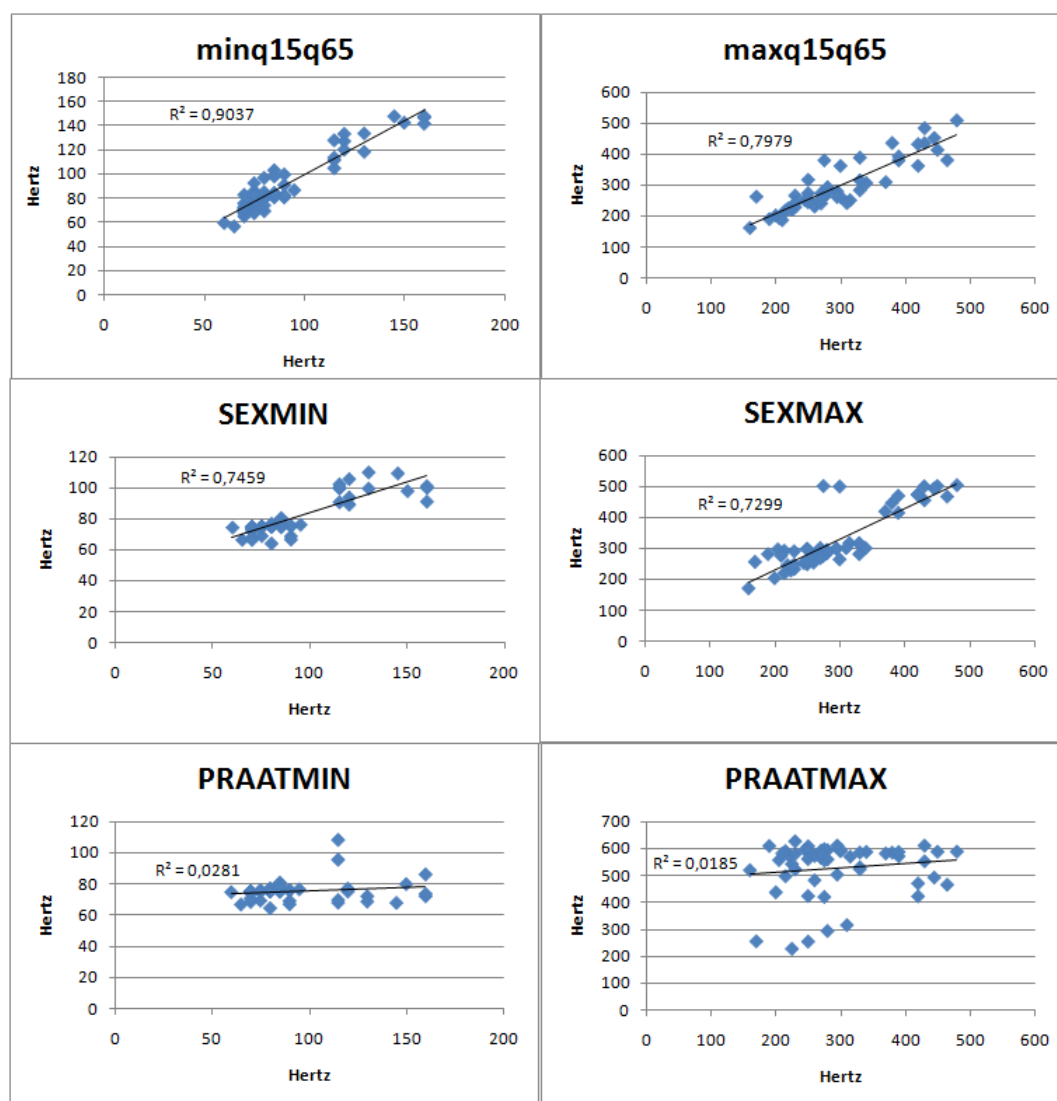 minq15q65
180
160
140
120
100
80
60
40
20
0
R² = 0,9037
Hertz
0 50 100 150 200
Hertz
maxq15q65
600
500
400
300
200
100
0
R² = 0,7979
Hertz
0 100 200 300 400 500 600
Hertz
SEXMIN
120
100
80
60
40
20
0
R² = 0,7459
Hertz
0 50 100 150 200
Hertz
SEXMAX
600
500
400
300
200
100
0
R² = 0,7299
Hertz
0 100 200 300 400 500 600
Hertz
PRAATMIN
120
100
80
60
40
20
0
R² = 0,0281
Hertz
0 50 100 150 200
Hertz
PRAATMAX
700
600
500
400
300
200
100
0
R² = 0,0185
Hertz
0 100 200 300 400 500 600
Hertz